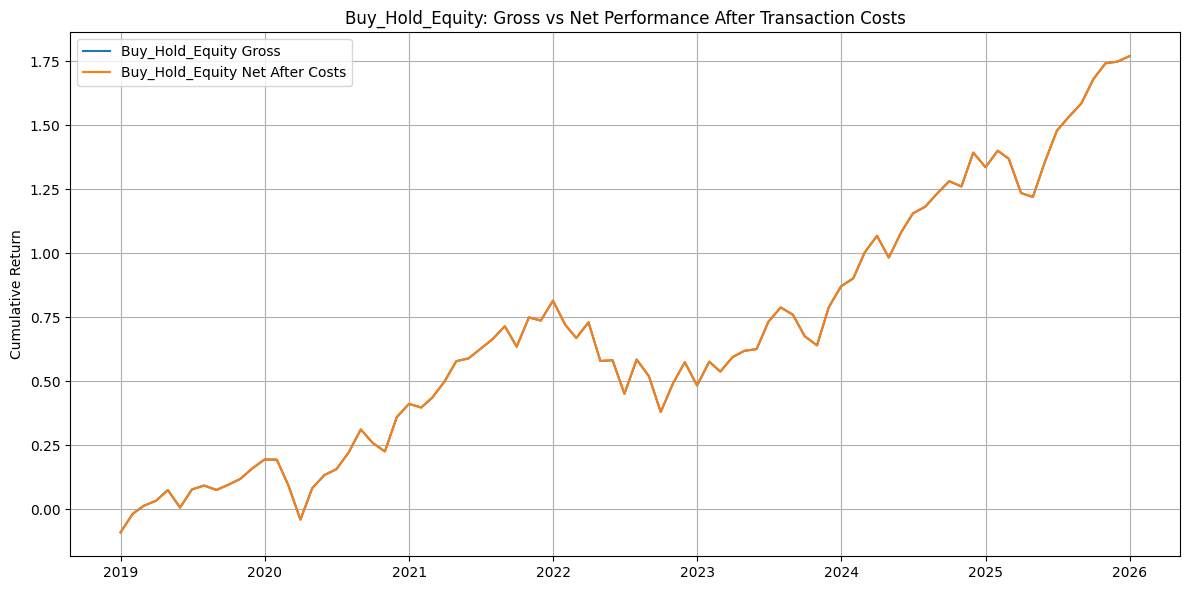 Buy_Hold_Equity: Gross vs Net Performance After Transaction Costs
Buy_Hold_Equity Gross
Buy_Hold_Equity Net After Costs
Cumulative Return
1.75
1.50
1.25
1.00
0.75
0.50
0.25
0.00
2019 2020 2021 2022 2023 2024 2025 2026